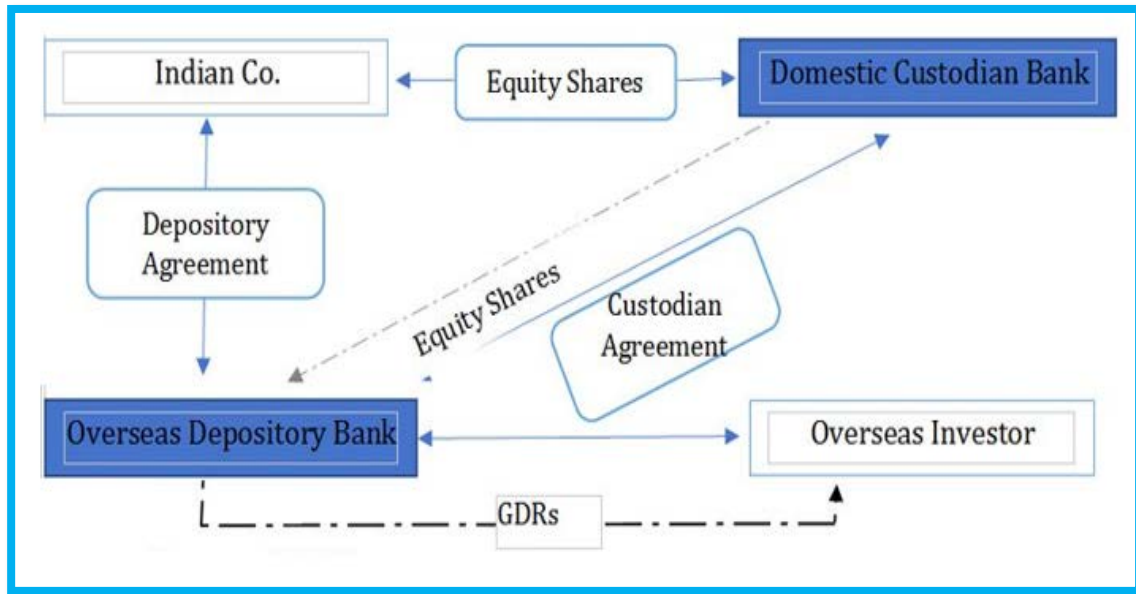 Indian Co.
Equity Shares
Domestic Custodian Bank
Depository
Agreement
Equity Shares
Custodian
Agreement
Overseas Depository Bank
Overseas Investor
GDRs